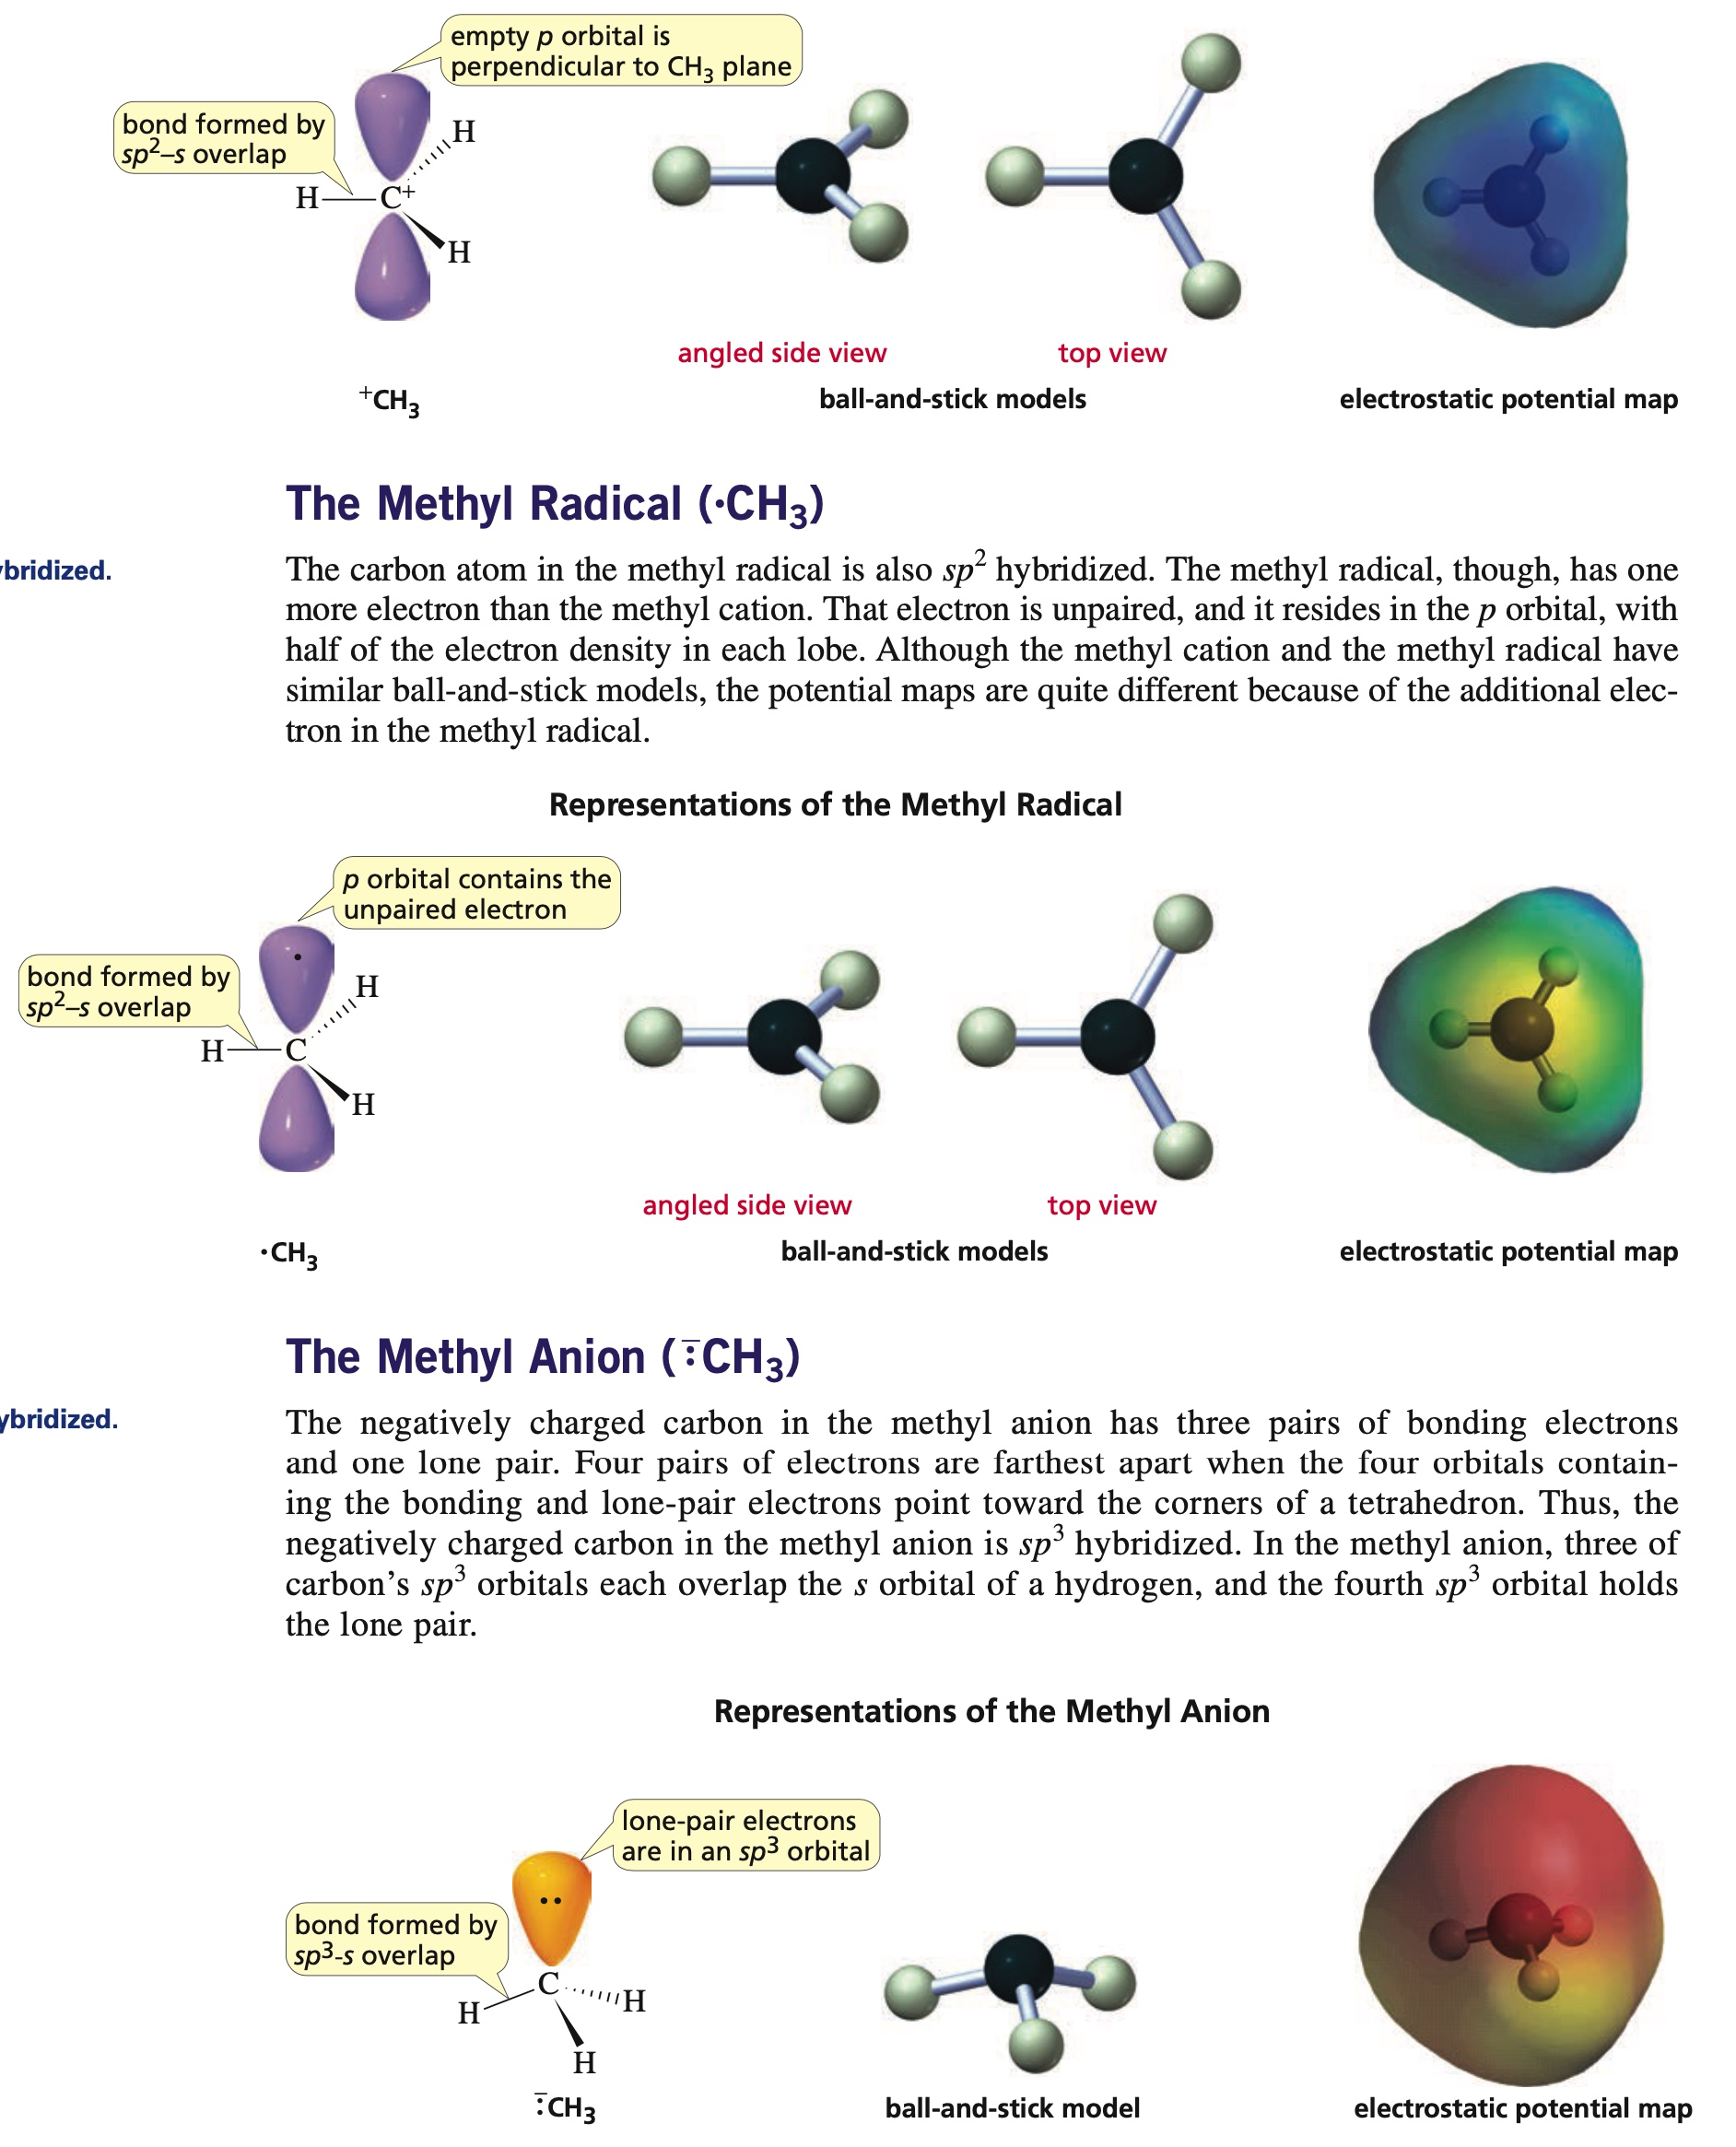 empty p orbital is
perpendicular to CH₃ plane
bond formed by
sp²–s overlap
H
H
C⁺
H
angled side view
top view
⁺CH₃
ball-and-stick models
electrostatic potential map
The Methyl Radical (·CH₃)
ybridized.
The carbon atom in the methyl radical is also sp² hybridized. The methyl radical, though, has one
more electron than the methyl cation. That electron is unpaired, and it resides in the p orbital, with
half of the electron density in each lobe. Although the methyl cation and the methyl radical have
similar ball-and-stick models, the potential maps are quite different because of the additional elec-
tron in the methyl radical.
Representations of the Methyl Radical
p orbital contains the
unpaired electron
bond formed by
sp²–s overlap
H
H
C
H
angled side view
top view
·CH₃
ball-and-stick models
electrostatic potential map
The Methyl Anion (:̄CH₃)
ybridized.
The negatively charged carbon in the methyl anion has three pairs of bonding electrons
and one lone pair. Four pairs of electrons are farthest apart when the four orbitals contain-
ing the bonding and lone-pair electrons point toward the corners of a tetrahedron. Thus, the
negatively charged carbon in the methyl anion is sp³ hybridized. In the methyl anion, three of
carbon’s sp³ orbitals each overlap the s orbital of a hydrogen, and the fourth sp³ orbital holds
the lone pair.
Representations of the Methyl Anion
lone-pair electrons
are in an sp³ orbital
bond formed by
sp³-s overlap
C
H
H
H
:̄CH₃
ball-and-stick model
electrostatic potential map